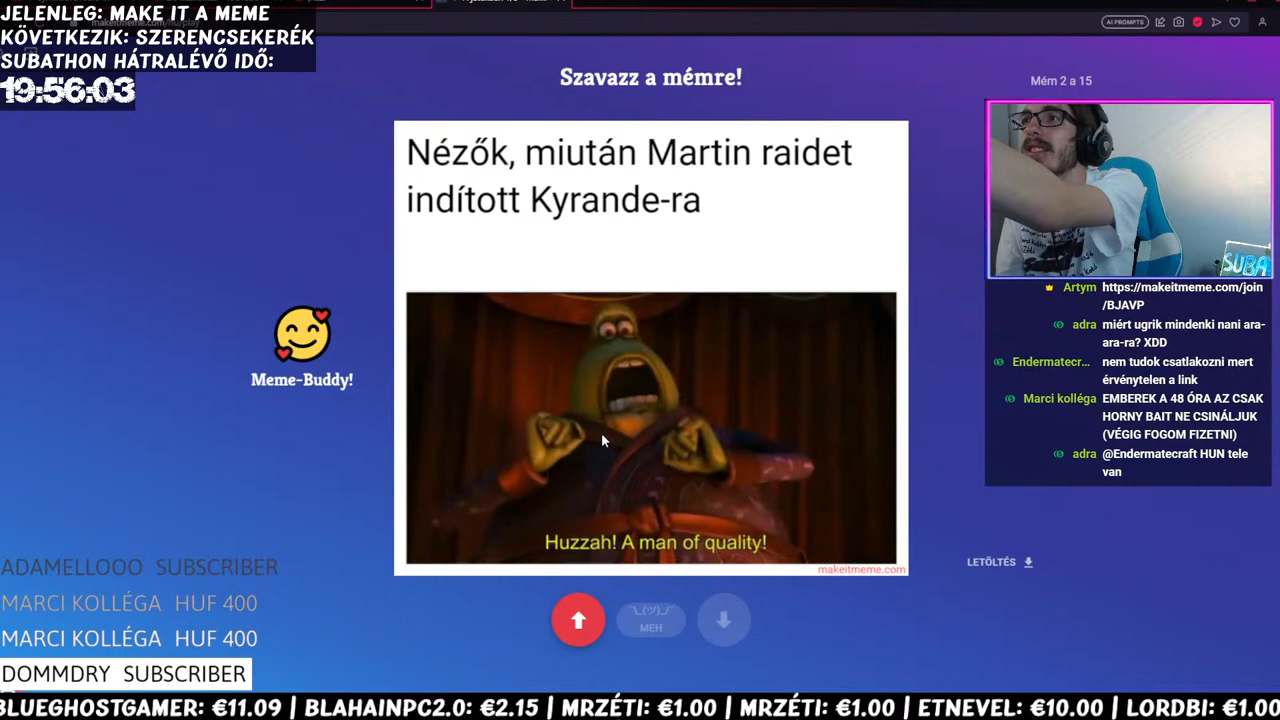 JELENLEG: MAKE IT A MEME
KÖVETKEZIK: SZERENCSEKERÉK
SUBATHON HÁTRALÉVŐ IDŐ:
19:56:03
AI PROMPTS
Szavazz a mémre!
Mém 2 a 15
Nézők, miután Martin raidet
indított Kyrande-ra
Huzzah! A man of quality!
makeitmeme.com
Meme-Buddy!
¯\_(ツ)_/¯
MEH
LETÖLTÉS
SUBA
Artym https://makeitmeme.com/join
/BJAVP
adra miért ugrik mindenki nani ara-
ara-ra? XDD
Endermatecr... nem tudok csatlakozni mert
érvénytelen a link
Marci kolléga EMBEREK A 48 ÓRA AZ CSAK
HORNY BAIT NE CSINÁLJUK
(VÉGIG FOGOM FIZETNI)
adra @Endermatecraft HUN tele
van
ADAMELLOOO SUBSCRIBER
MARCI KOLLÉGA HUF 400
MARCI KOLLÉGA HUF 400
DOMMDRY SUBSCRIBER
BLUEGHOSTGAMER: €11.09 | BLAHAINPC2.0: €2.15 | MRZÉTI: €1.00 | MRZÉTI: €1.00 | ETNEVEL: €10.00 | LORDBI: €1.00